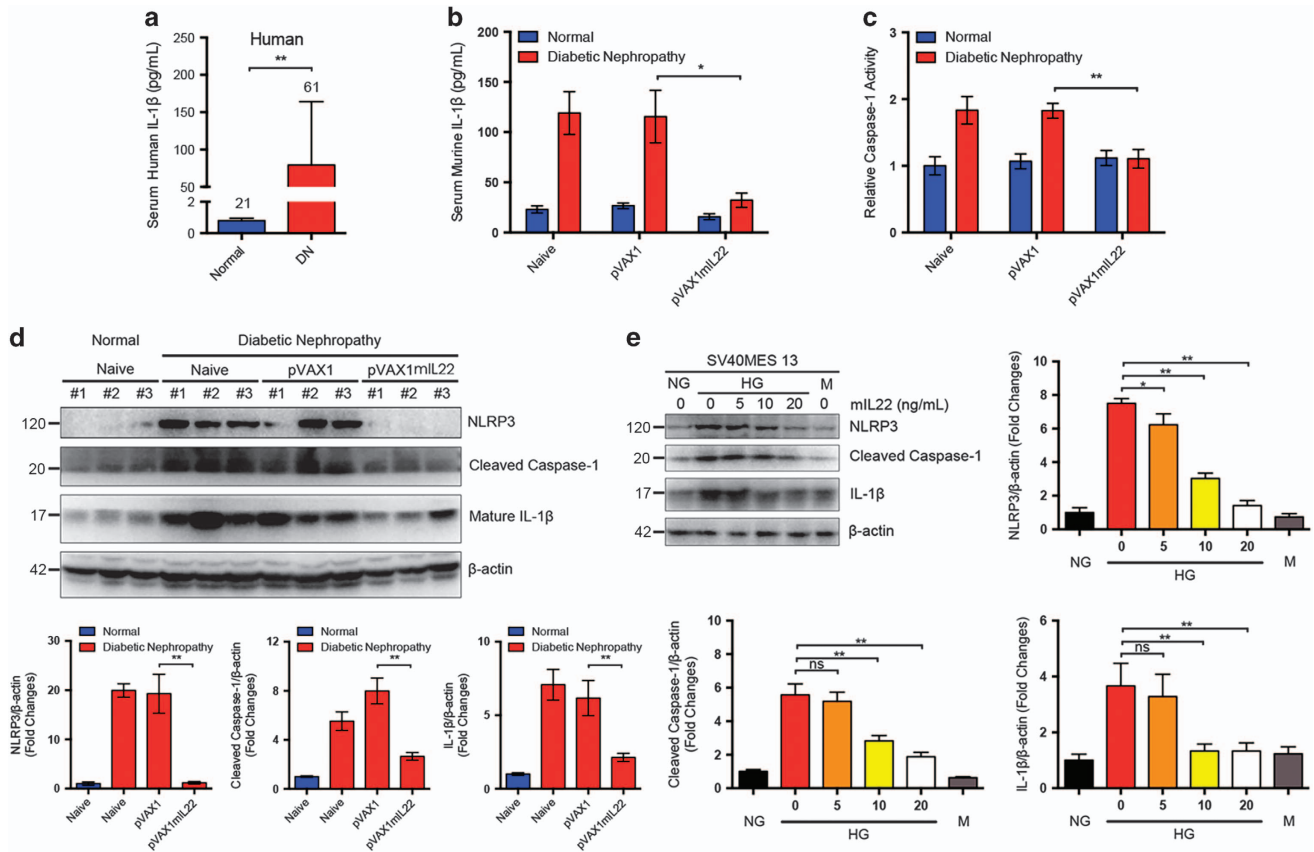 a
Human
Serum Human IL-1β (pg/mL)
250
200
150
100
50
2
0
**
21
61
Normal
DN
b
Normal
Diabetic Nephropathy
Serum Murine IL-1β (pg/mL)
200
150
100
50
0
*
Naive
pVAX1
pVAX1mIL22
c
Normal
Diabetic Nephropathy
Relative Caspase-1 Activity
3
2
1
0
**
Naive
pVAX1
pVAX1mIL22
d
Normal Diabetic Nephropathy
Naive Naive pVAX1 pVAX1mIL22
#1 #2 #3 #1 #2 #3 #1 #2 #3 #1 #2 #3
120 NLRP3
20 Cleaved Caspase-1
17 Mature IL-1β
42 β-actin
Normal
Diabetic Nephropathy
NLRP3/β-actin
(Fold Changes)
30
20
10
0
**
Naive
Naive
pVAX1
pVAX1mIL22
Normal
Diabetic Nephropathy
Cleaved Caspase-1/β-actin
(Fold Changes)
12
8
4
0
**
Naive
Naive
pVAX1
pVAX1mIL22
Normal
Diabetic Nephropathy
IL-1β/β-actin
(Fold Changes)
10
5
0
**
Naive
Naive
pVAX1
pVAX1mIL22
e
SV40MES 13
NG HG M
0 0 5 10 20 0 mIL22 (ng/mL)
120 NLRP3
20 Cleaved Caspase-1
17 IL-1β
42 β-actin
NLRP3/β-actin (Fold Changes)
10
8
6
4
2
0
**
**
*
0 5 10 20
NG HG M
Cleaved Caspase-1/β-actin
(Fold Changes)
10
8
6
4
2
0
**
**
ns
0 5 10 20
NG HG M
IL-1β/β-actin (Fold Changes)
6
4
2
0
**
**
ns
0 5 10 20
NG HG M